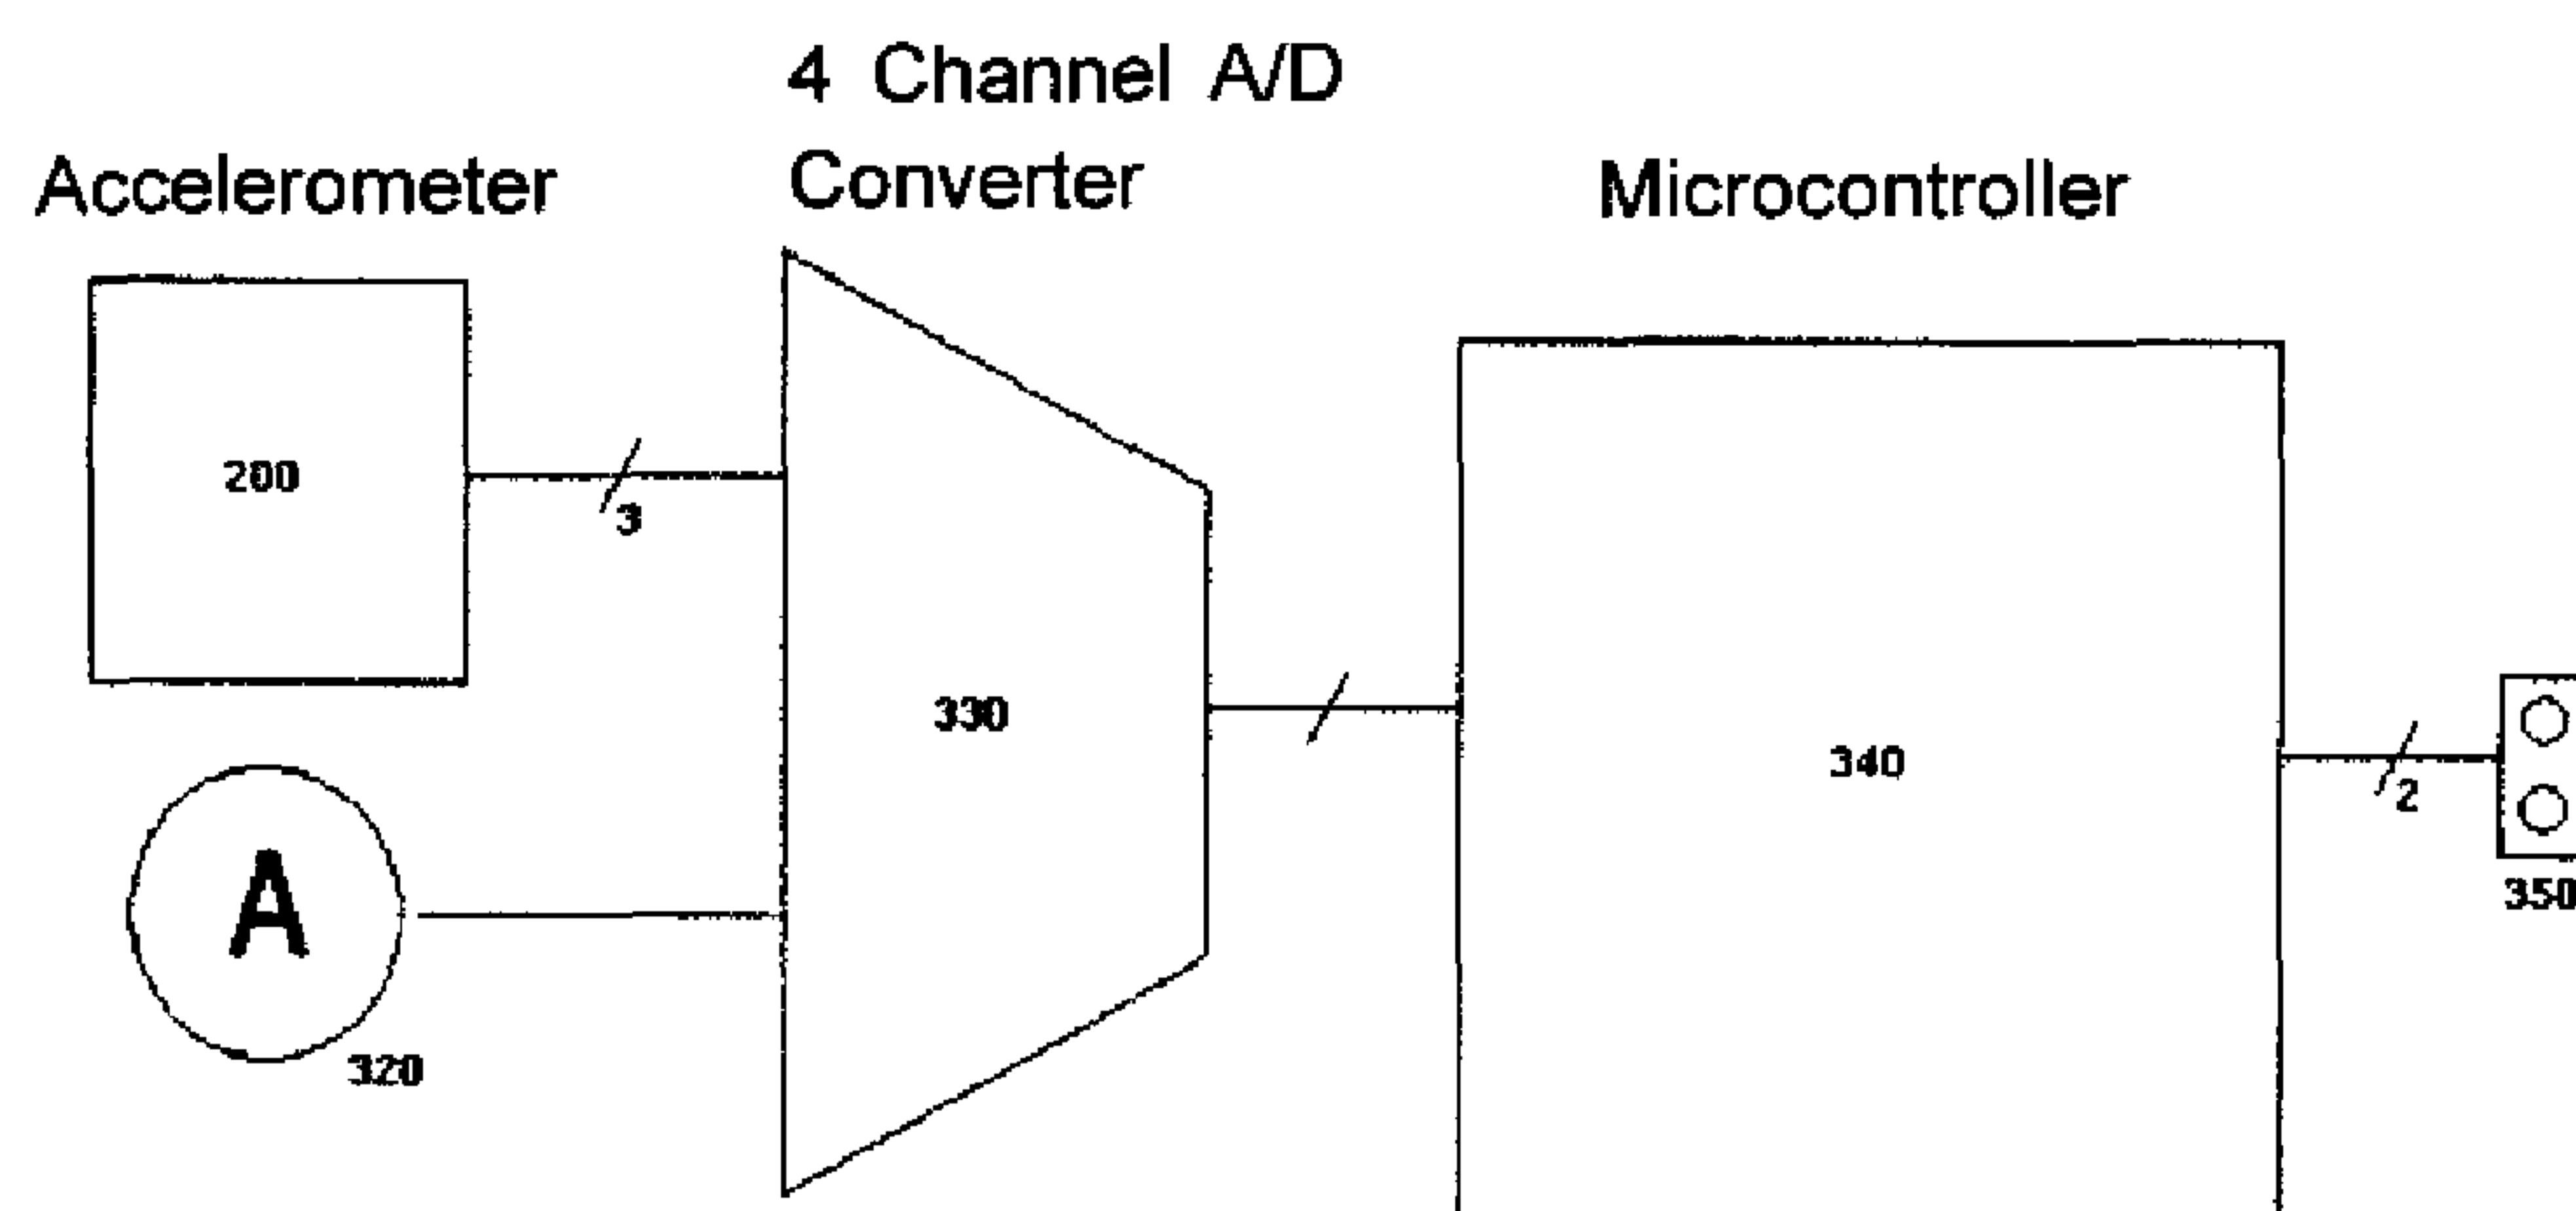 4 Channel A/D
Converter
Accelerometer
Microcontroller
200
3
330
340
2
350
A
320